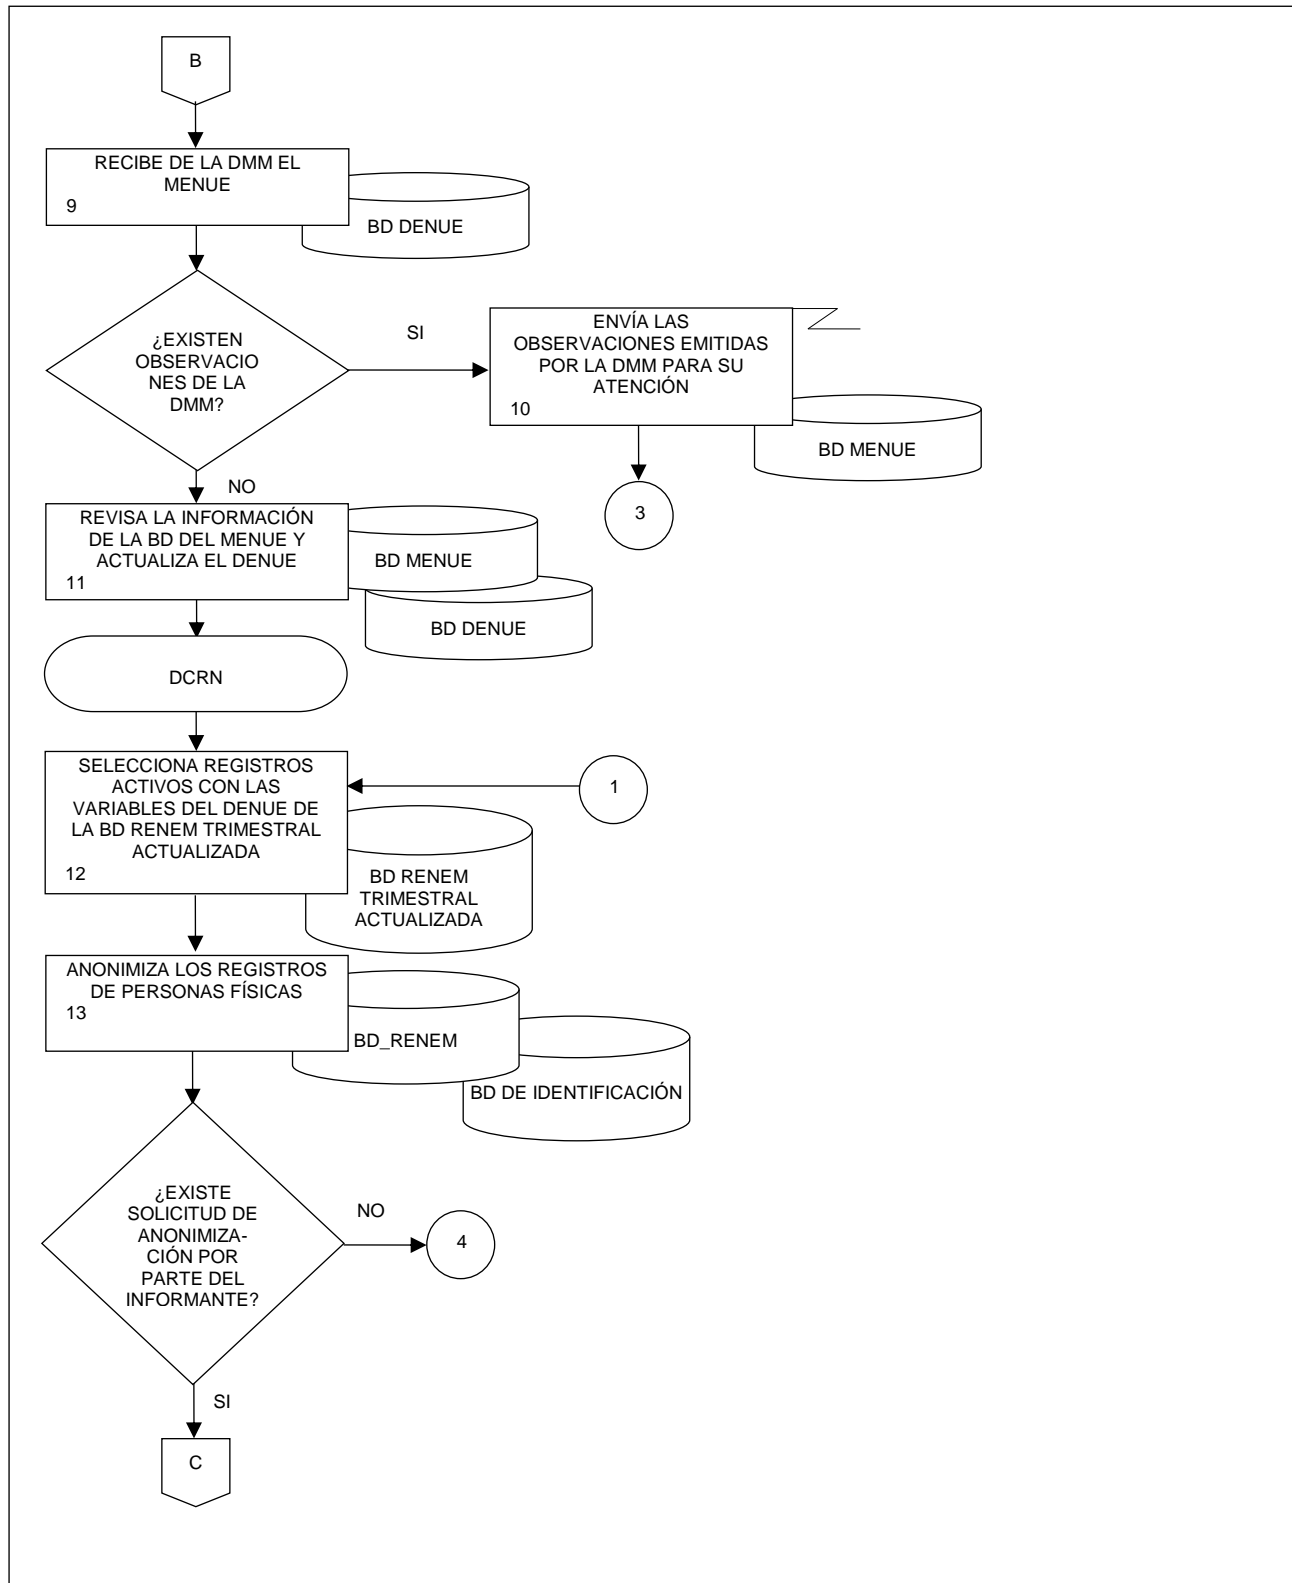 B
RECIBE DE LA DMM EL
MENUE
9
BD DENUE
¿EXISTEN
OBSERVACIO
NES DE LA
DMM?
SI
ENVÍA LAS
OBSERVACIONES EMITIDAS
POR LA DMM PARA SU
ATENCIÓN
10
BD MENUE
3
NO
REVISA LA INFORMACIÓN
DE LA BD DEL MENUE Y
ACTUALIZA EL DENUE
11
BD MENUE
BD DENUE
DCRN
SELECCIONA REGISTROS
ACTIVOS CON LAS
VARIABLES DEL DENUE DE
LA BD RENEM TRIMESTRAL
ACTUALIZADA
12
1
BD RENEM
TRIMESTRAL
ACTUALIZADA
ANONIMIZA LOS REGISTROS
DE PERSONAS FÍSICAS
13
BD_RENEM
BD DE IDENTIFICACIÓN
¿EXISTE
SOLICITUD DE
ANONIMIZA-
CIÓN POR
PARTE DEL
INFORMANTE?
NO
4
SI
C